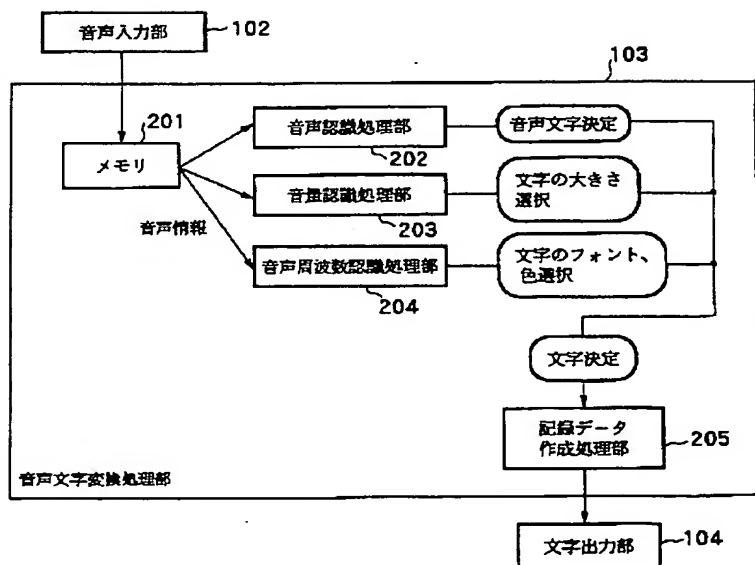 音声入力部
102
103
201
メモリ
音声情報
音声認識処理部
202
音声文字決定
音量認識処理部
203
文字の大きさ
選択
音声周波数認識処理部
204
文字のフォント、
色選択
文字決定
記録データ
作成処理部
205
音声文字変換処理部
文字出力部
104